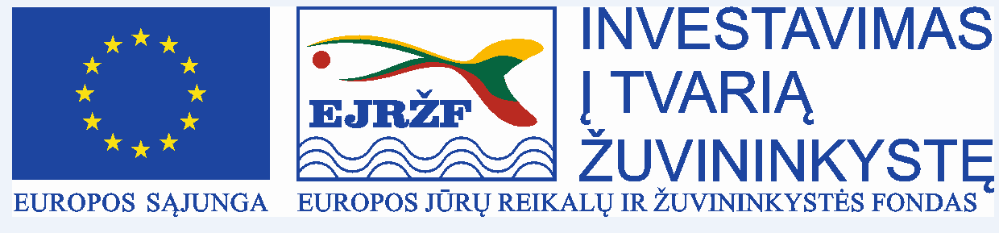 EJRŽF
INVESTAVIMAS
Į TVARIĄ
ŽUVININKYSTĘ
EUROPOS SĄJUNGA
EUROPOS JŪRŲ REIKALŲ IR ŽUVININKYSTĖS FONDAS